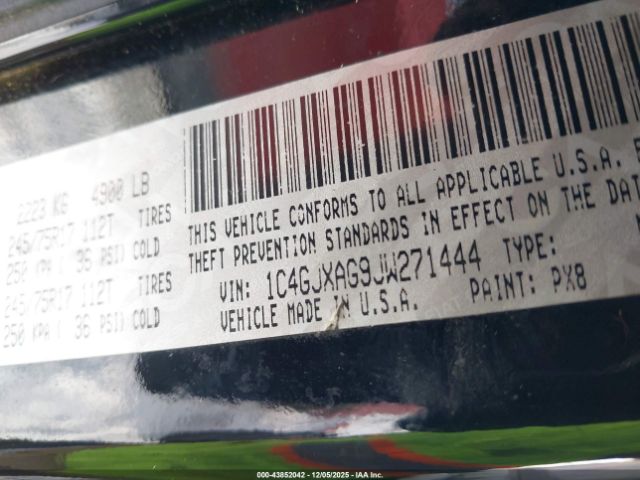 2223 KG 4900 LB
245/75R17 112T TIRES
250 KPA ( 36 PSI) COLD
245/75R17 112T TIRES
250 KPA ( 36 PSI) COLD
THIS VEHICLE CONFORMS TO ALL APPLICABLE U.S.A.
THEFT PREVENTION STANDARDS IN EFFECT ON THE DATE
VIN: 1C4GJXAG9JW271444 TYPE:
VEHICLE MADE IN U.S.A. PAINT: PX8
00-43852042 - 12/05/2025 - IAA Inc.